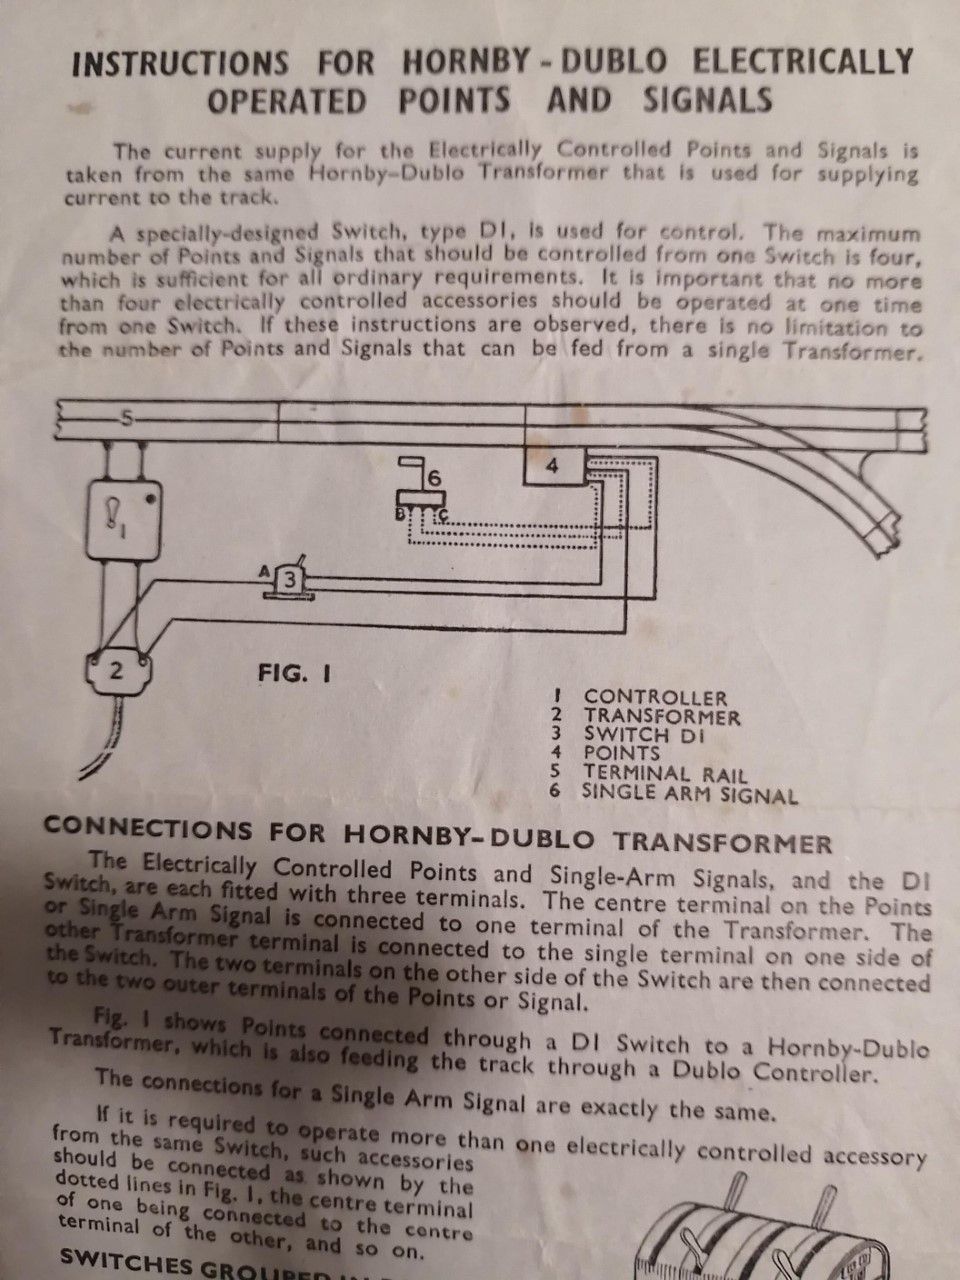 INSTRUCTIONS FOR HORNBY-DUBLO ELECTRICALLY
OPERATED POINTS AND SIGNALS
The current supply for the Electrically Controlled Points and Signals is
taken from the same Hornby-Dublo Transformer that is used for supplying
current to the track.
A specially-designed Switch, type D1, is used for control. The maximum
number of Points and Signals that should be controlled from one Switch is four,
which is sufficient for all ordinary requirements. It is important that no more
than four electrically controlled accessories should be operated at one time
from one Switch. If these instructions are observed, there is no limitation to
the number of Points and Signals that can be fed from a single Transformer.
5
4
6
B C
1
A 3
2
FIG. 1
1 CONTROLLER
2 TRANSFORMER
3 SWITCH D1
4 POINTS
5 TERMINAL RAIL
6 SINGLE ARM SIGNAL
CONNECTIONS FOR HORNBY-DUBLO TRANSFORMER
The Electrically Controlled Points and Single-Arm Signals, and the D1
Switch, are each fitted with three terminals. The centre terminal on the Points
or Single Arm Signal is connected to one terminal of the Transformer. The
other Transformer terminal is connected to the single terminal on one side of
the Switch. The two terminals on the other side of the Switch are then connected
to the two outer terminals of the Points or Signal.
Fig. 1 shows Points connected through a D1 Switch to a Hornby-Dublo
Transformer, which is also feeding the track through a Dublo Controller.
The connections for a Single Arm Signal are exactly the same.
If it is required to operate more than one electrically controlled accessory
from the same Switch, such accessories
should be connected as shown by the
dotted lines in Fig. 1, the centre terminal
of one being connected to the centre
terminal of the other, and so on.
SWITCHES GROUPED IN